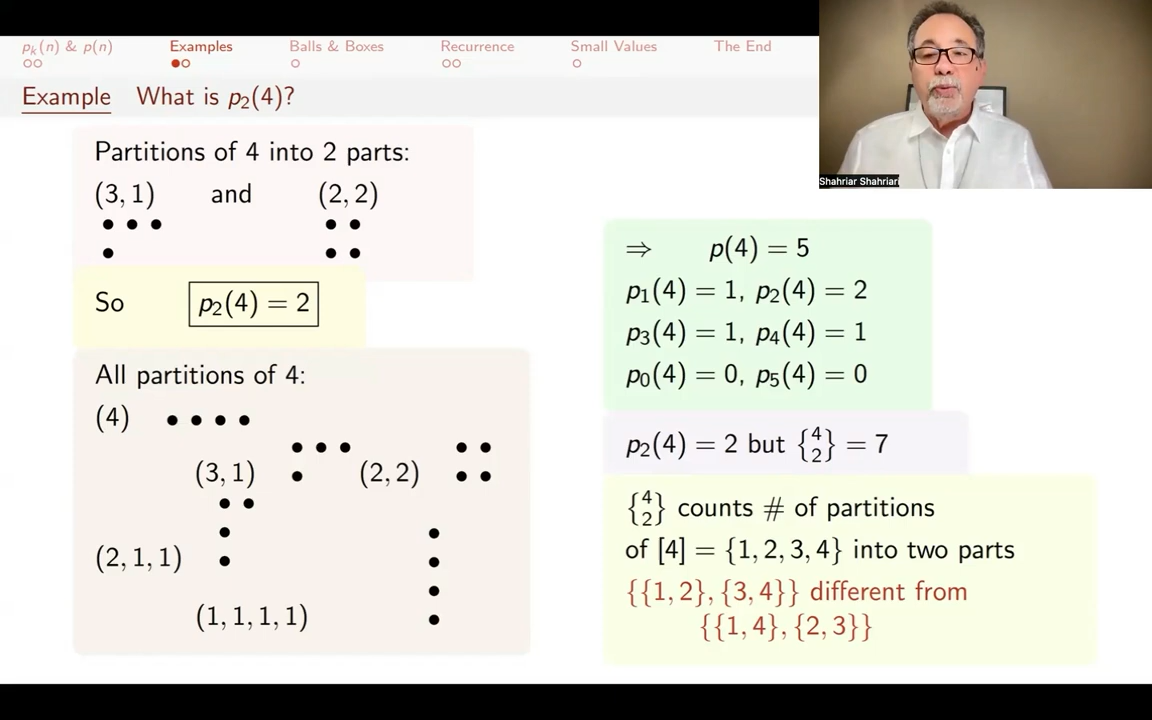 pₖ(n) & p(n) Examples Balls & Boxes Recurrence Small Values The End
Example What is p₂(4)?
Partitions of 4 into 2 parts:
(3, 1) and (2, 2)
So p₂(4) = 2
All partitions of 4:
(4)
(3, 1) (2, 2)
(2, 1, 1)
(1, 1, 1, 1)
Shahriar Shahriari
⇒ p(4) = 5
p₁(4) = 1, p₂(4) = 2
p₃(4) = 1, p₄(4) = 1
p₀(4) = 0, p₅(4) = 0
p₂(4) = 2 but {4 2} = 7
{4 2} counts # of partitions
of [4] = {1, 2, 3, 4} into two parts
{{1, 2}, {3, 4}} different from
{{1, 4}, {2, 3}}